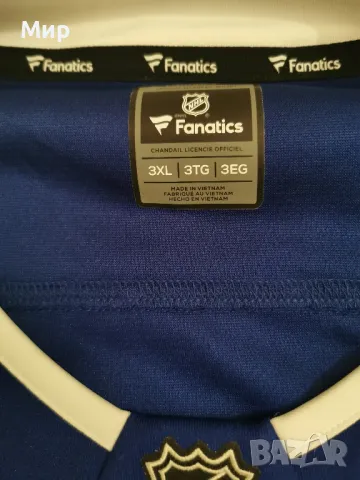 Мир
Fanatics Fanatics Fanatics
NHL
Fanatics
CHANDAIL LICENCIÉ OFFICIEL
3XL 3TG 3EG
MADE IN VIETNAM
FABRIQUÉ AU VIETNAM
HECHO EN VIETNAM
BAZAR